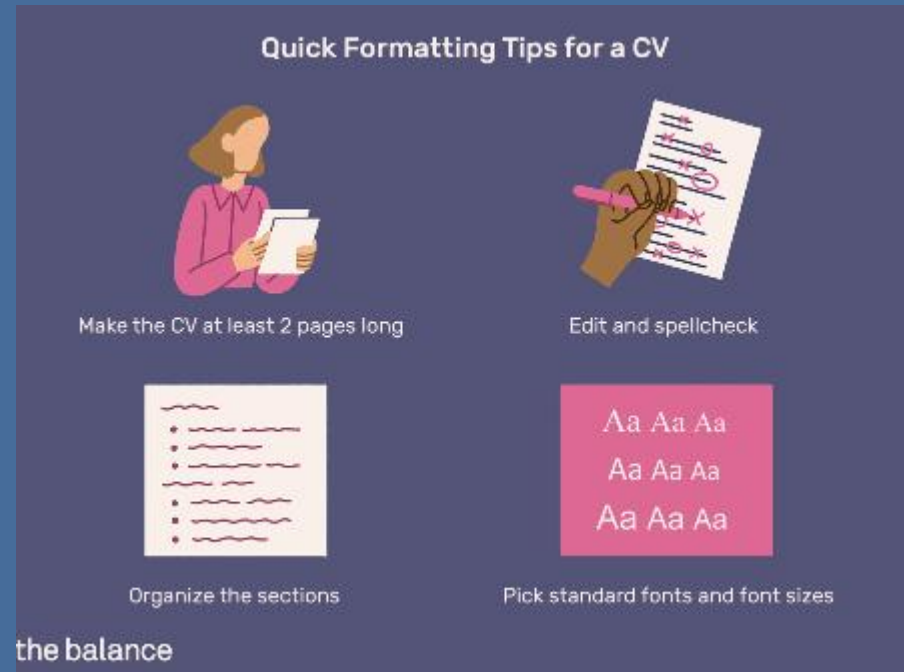 Quick Formatting Tips for a CV
Make the CV at least 2 pages long
Edit and spellcheck
Organize the sections
Aa Aa Aa
Aa Aa Aa
Aa Aa Aa
Pick standard fonts and font sizes
the balance